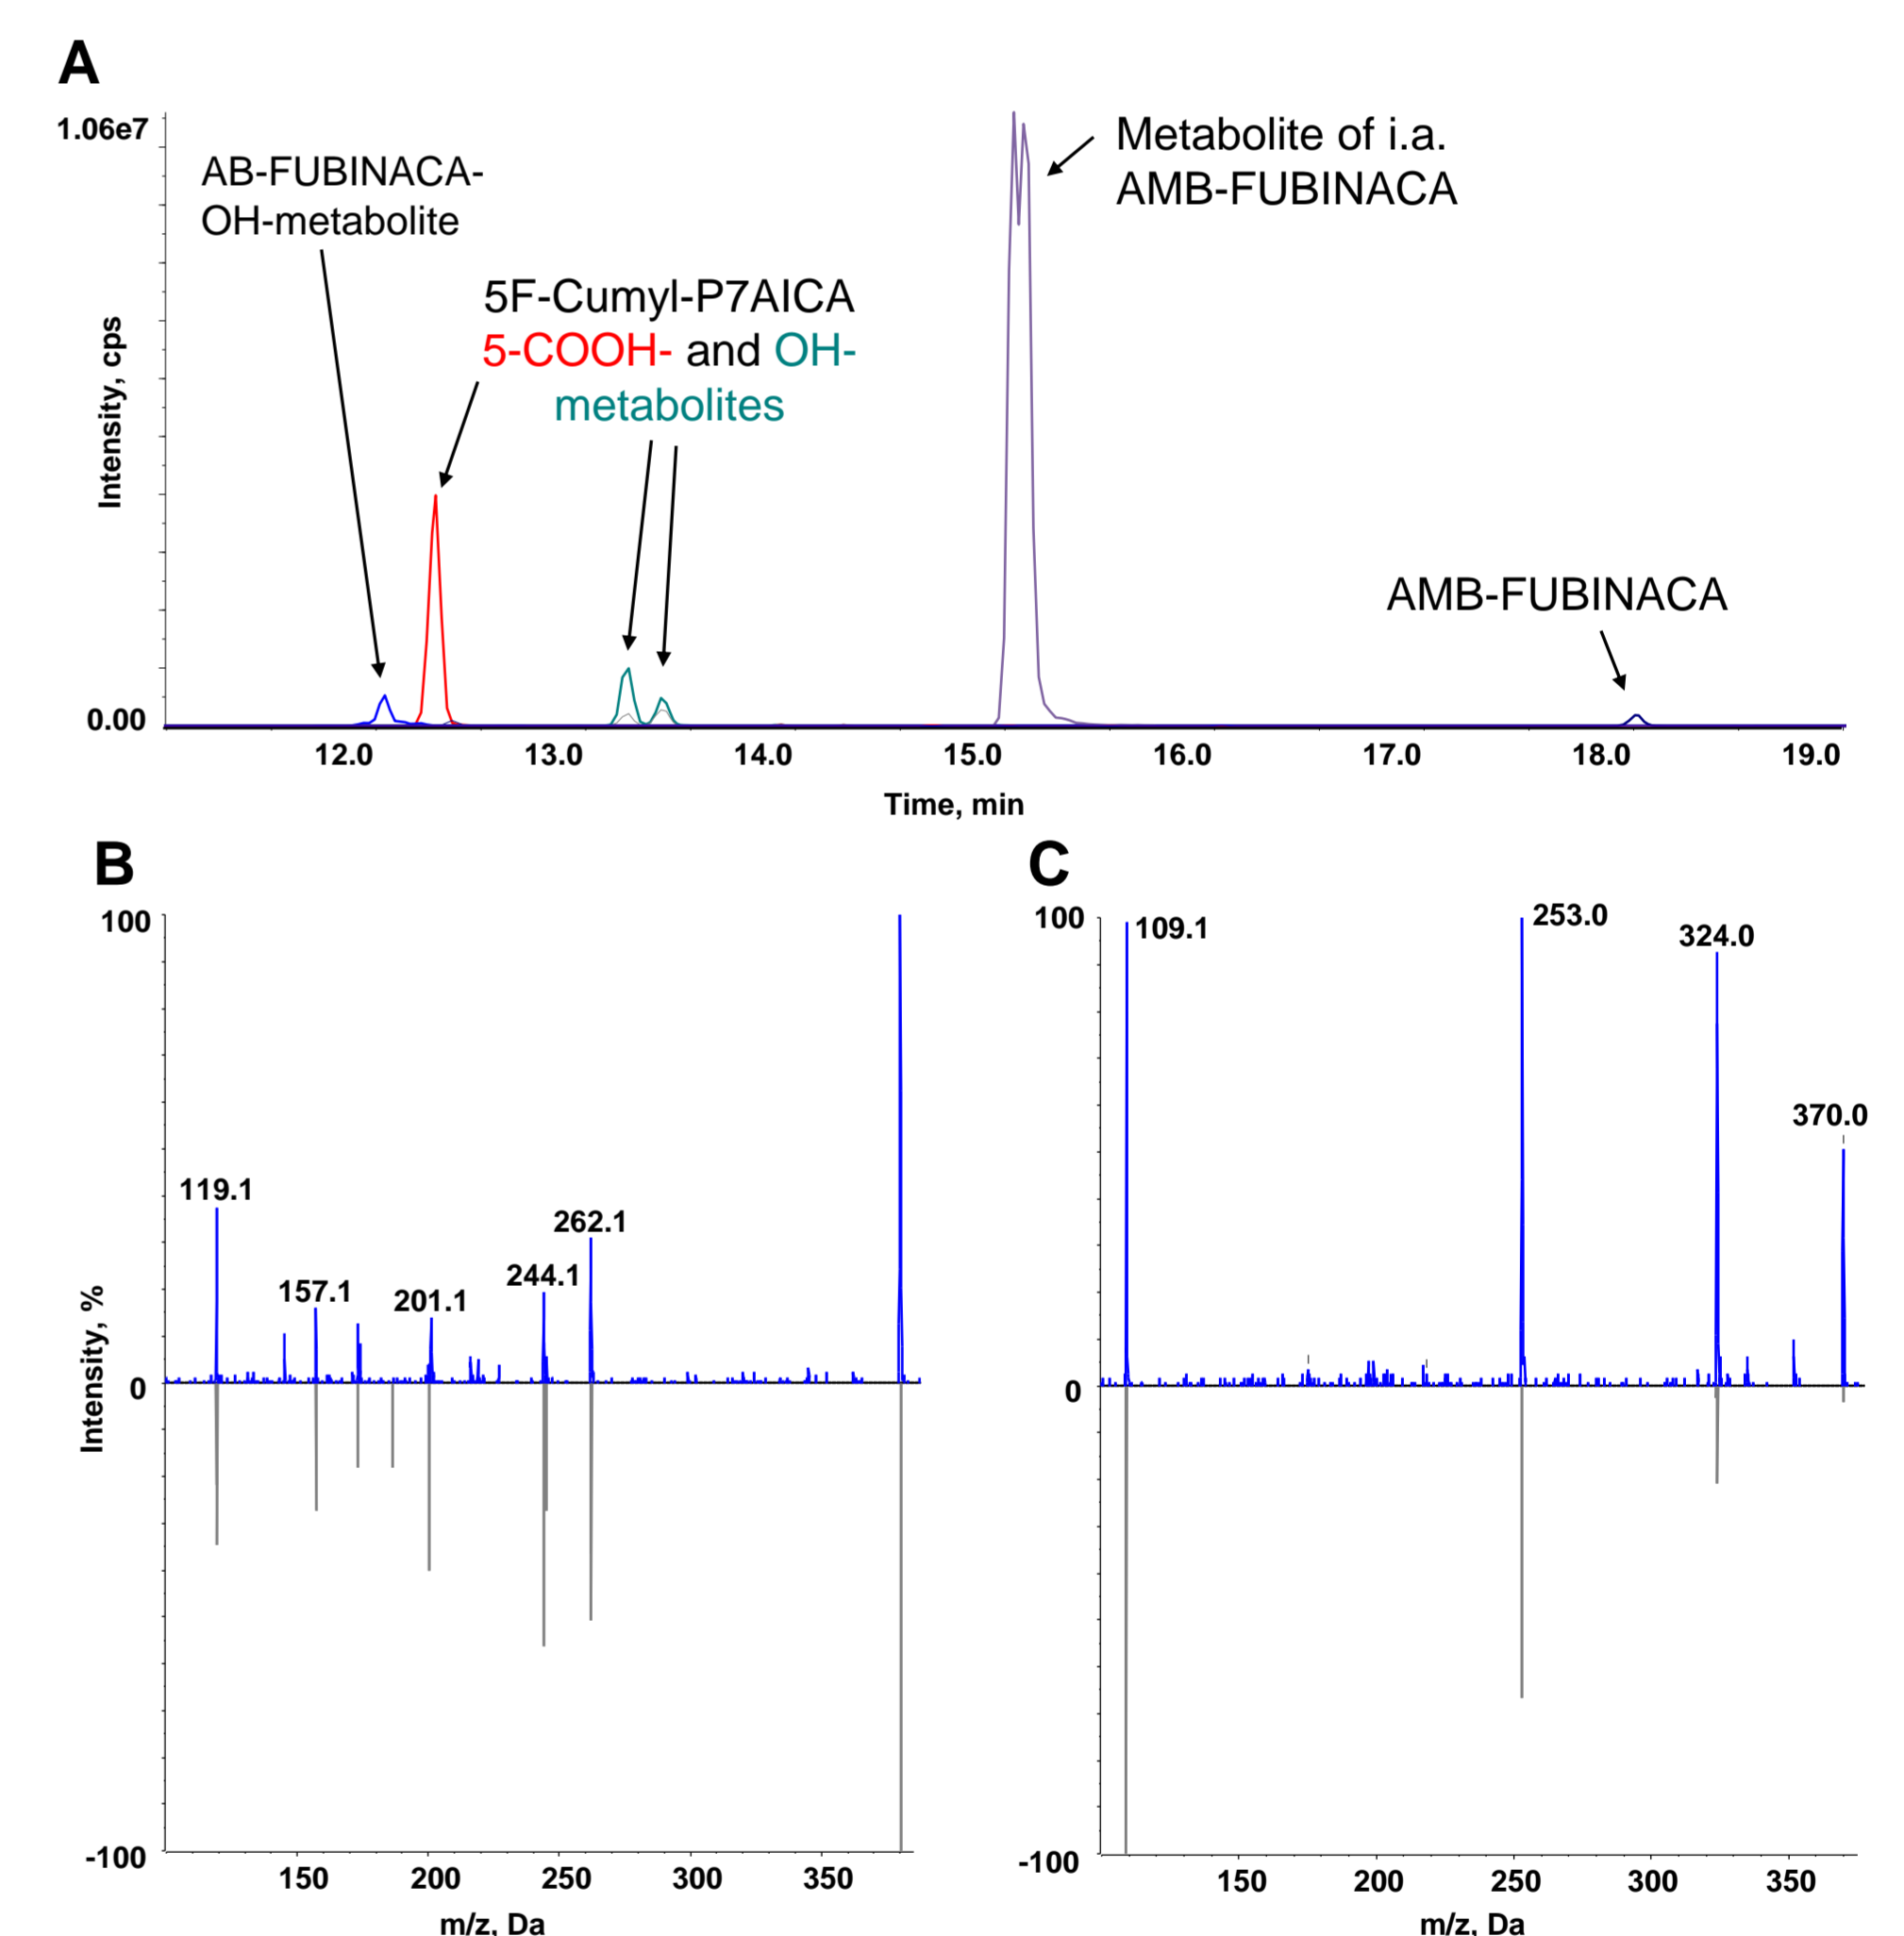 A
1.06e7
AB-FUBINACA-
OH-metabolite
5F-Cumyl-P7AICA
5-COOH- and OH-
metabolites
Metabolite of i.a.
AMB-FUBINACA
AMB-FUBINACA
Intensity, cps
0.00
12.0 13.0 14.0 15.0 16.0 17.0 18.0 19.0
Time, min
B
100
119.1
157.1
201.1
244.1
262.1
Intensity, %
0
-100
150 200 250 300 350
m/z, Da
C
100
109.1
253.0
324.0
370.0
0
-100
150 200 250 300 350
m/z, Da